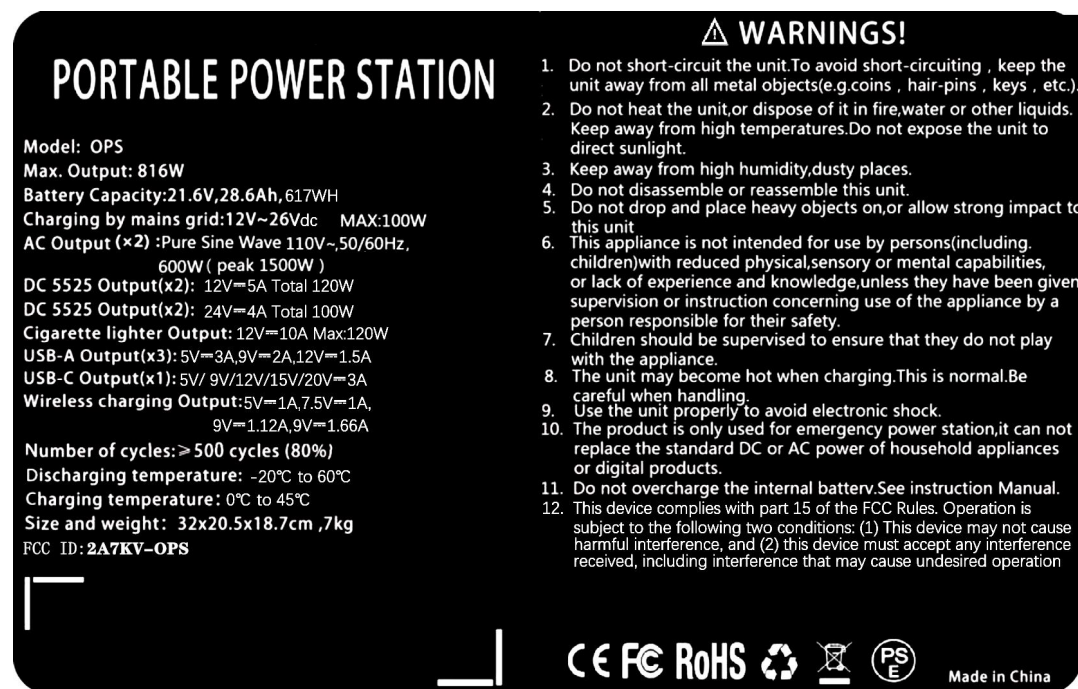 PORTABLE POWER STATION
Model: OPS
Max. Output: 816W
Battery Capacity:21.6V,28.6Ah,617WH
Charging by mains grid:12V~26Vdc MAX:100W
AC Output (×2) :Pure Sine Wave 110V~,50/60Hz,
600W( peak 1500W )
DC 5525 Output(x2): 12V⎓5A Total 120W
DC 5525 Output(x2): 24V⎓4A Total 100W
Cigarette lighter Output: 12V⎓10A Max:120W
USB-A Output(x3): 5V⎓3A,9V⎓2A,12V⎓1.5A
USB-C Output(x1): 5V/ 9V/12V/15V/20V⎓3A
Wireless charging Output:5V⎓1A,7.5V⎓1A,
9V⎓1.12A,9V⎓1.66A
Number of cycles:≥500 cycles (80%)
Discharging temperature: -20℃ to 60℃
Charging temperature: 0℃ to 45℃
Size and weight: 32x20.5x18.7cm ,7kg
FCC ID: 2A7KV-OPS
⚠ WARNINGS!
1. Do not short-circuit the unit.To avoid short-circuiting , keep the
unit away from all metal objects(e.g.coins , hair-pins , keys , etc.).
2. Do not heat the unit,or dispose of it in fire,water or other liquids.
Keep away from high temperatures.Do not expose the unit to
direct sunlight.
3. Keep away from high humidity,dusty places.
4. Do not disassemble or reassemble this unit.
5. Do not drop and place heavy objects on,or allow strong impact to
this unit
6. This appliance is not intended for use by persons(including.
children)with reduced physical,sensory or mental capabilities,
or lack of experience and knowledge,unless they have been given
supervision or instruction concerning use of the appliance by a
person responsible for their safety.
7. Children should be supervised to ensure that they do not play
with the appliance.
8. The unit may become hot when charging.This is normal.Be
careful when handling.
9. Use the unit properly to avoid electronic shock.
10. The product is only used for emergency power station,it can not
replace the standard DC or AC power of household appliances
or digital products.
11. Do not overcharge the internal batterv.See instruction Manual.
12. This device complies with part 15 of the FCC Rules. Operation is
subject to the following two conditions: (1) This device may not cause
harmful interference, and (2) this device must accept any interference
received, including interference that may cause undesired operation
CE FC RoHS PSE
Made in China